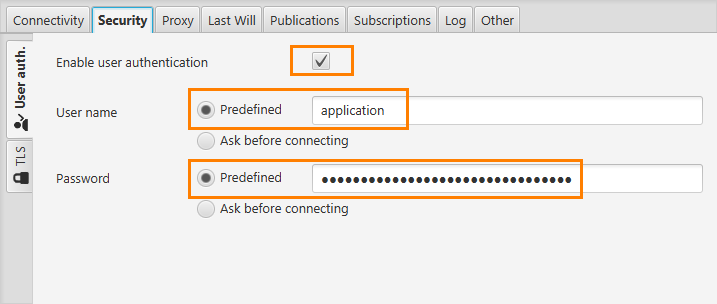 Connectivity Security Proxy Last Will Publications Subscriptions Log Other
User auth.
TLS
Enable user authentication
User name Predefined application
Ask before connecting
Password Predefined ●●●●●●●●●●●●●●●●●●●●●●●●●●●●●●●●
Ask before connecting